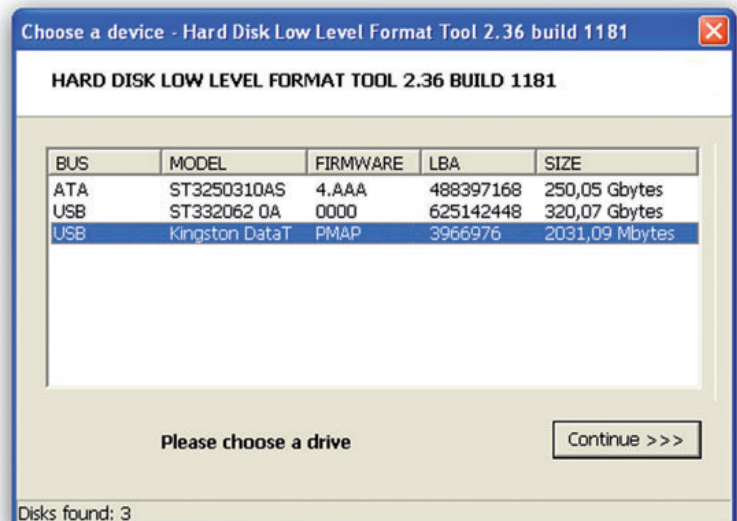 Choose a device - Hard Disk Low Level Format Tool 2.36 build 1181
HARD DISK LOW LEVEL FORMAT TOOL 2.36 BUILD 1181
BUS MODEL FIRMWARE LBA SIZE
ATA ST3250310AS 4.AAA 488397168 250,05 Gbytes
USB ST332062 0A 0000 625142448 320,07 Gbytes
USB Kingston DataT PMAP 3966976 2031,09 Mbytes
Please choose a drive
Continue >>>
Disks found: 3